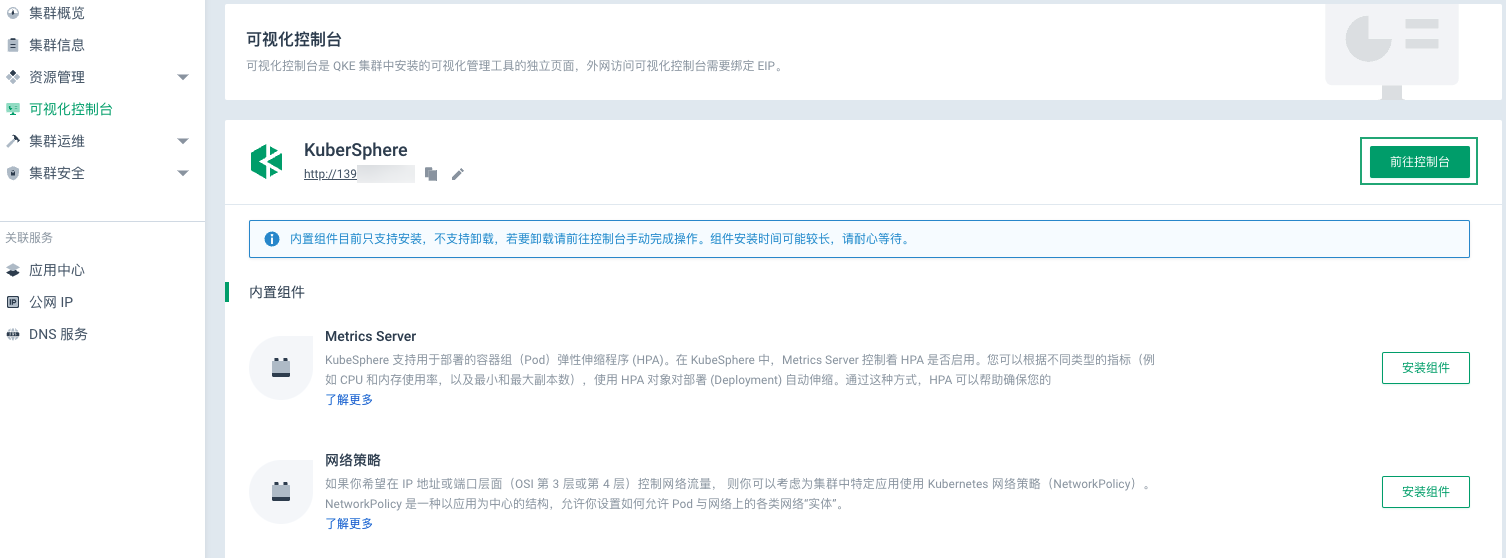 集群概览
集群信息
资源管理
可视化控制台
集群运维
集群安全
关联服务
应用中心
公网 IP
DNS 服务
可视化控制台
可视化控制台是 QKE 集群中安装的可视化管理工具的独立页面，外网访问可视化控制台需要绑定 EIP。
KuberSphere
http://139
前往控制台
内置组件目前只支持安装，不支持卸载，若要卸载请前往控制台手动完成操作。组件安装时间可能较长，请耐心等待。
内置组件
Metrics Server
KubeSphere 支持用于部署的容器组（Pod）弹性伸缩程序 (HPA)。在 KubeSphere 中，Metrics Server 控制着 HPA 是否启用。您可以根据不同类型的指标（例
如 CPU 和内存使用率，以及最小和最大副本数），使用 HPA 对象对部署 (Deployment) 自动伸缩。通过这种方式，HPA 可以帮助确保您的
了解更多
安装组件
网络策略
如果你希望在 IP 地址或端口层面（OSI 第 3 层或第 4 层）控制网络流量， 则你可以考虑为集群中特定应用使用 Kubernetes 网络策略（NetworkPolicy）。
NetworkPolicy 是一种以应用为中心的结构，允许你设置如何允许 Pod 与网络上的各类网络“实体”。
了解更多
安装组件